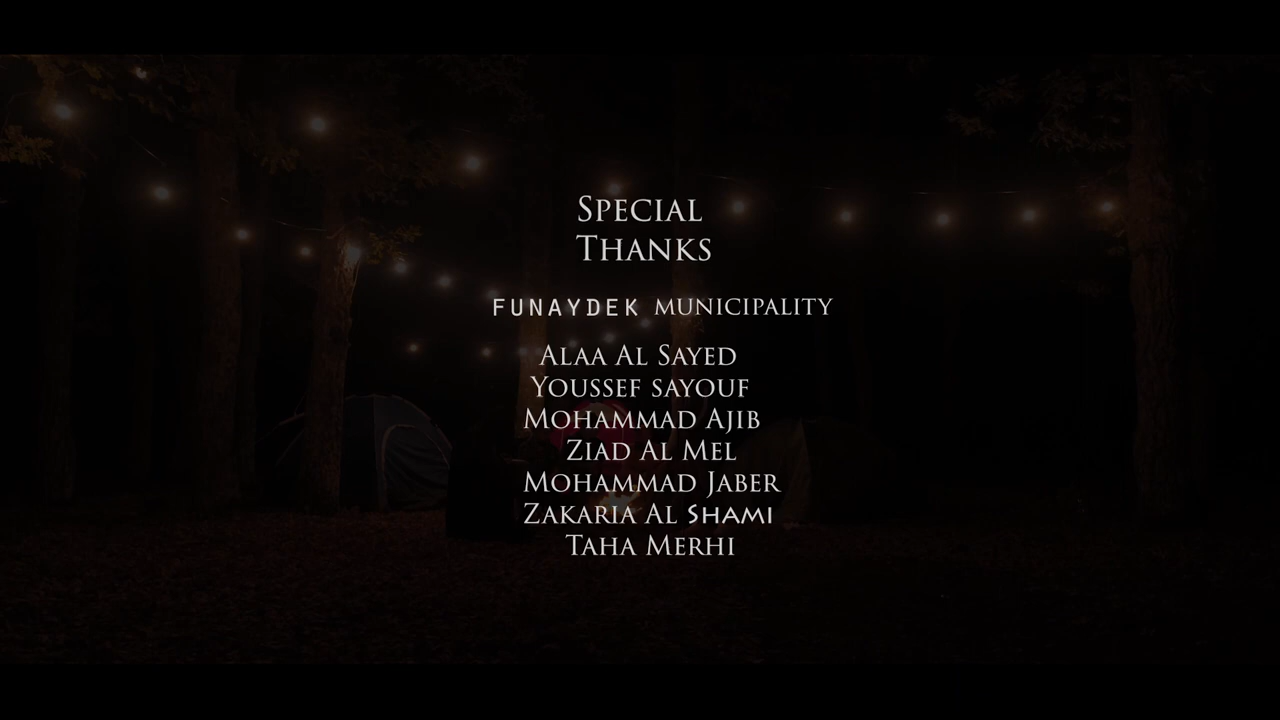 Special
Thanks
FUNAYDEK MUNICIPALITY
Alaa Al Sayed
Youssef sayouf
Mohammad Ajib
Ziad Al Mel
Mohammad Jaber
Zakaria Al Shami
Taha Merhi